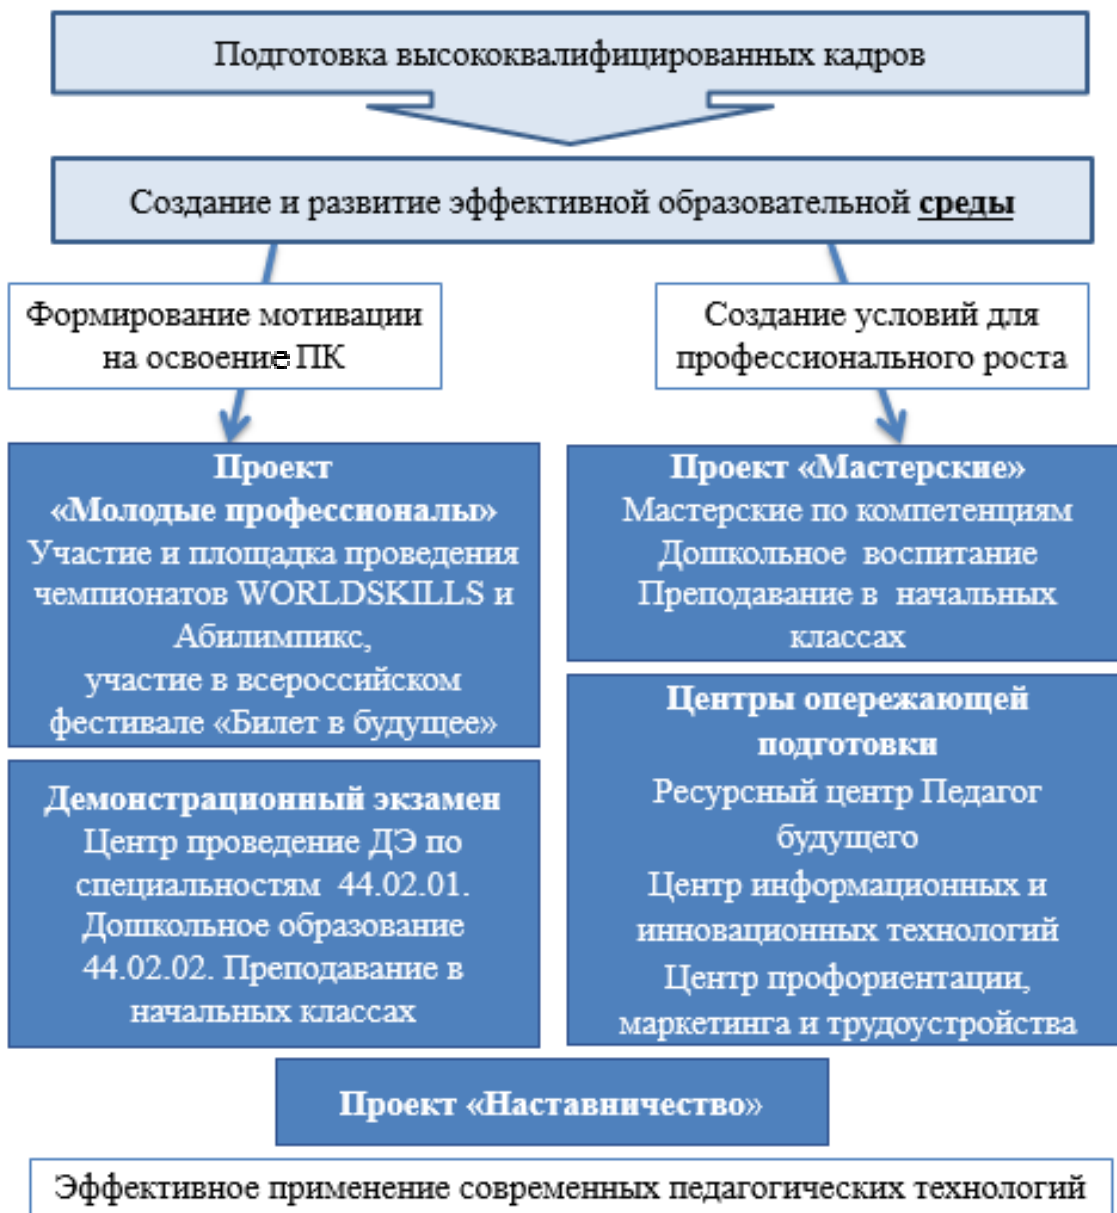 Подготовка высококвалифицированных кадров
Создание и развитие эффективной образовательной среды
Формирование мотивации
на освоение ПК
Создание условий для
профессионального роста
Проект
«Молодые профессионалы»
Участие и площадка проведения
чемпионатов WORLDSKILLS и
Абилимпикс,
участие в всероссийском
фестивале «Билет в будущее»
Проект «Мастерские»
Мастерские по компетенциям
Дошкольное воспитание
Преподавание в начальных
классах
Демонстрационный экзамен
Центр проведение ДЭ по
специальностям 44.02.01.
Дошкольное образование
44.02.02. Преподавание в
начальных классах
Центры опережающей
подготовки
Ресурсный центр Педагог
будущего
Центр информационных и
инновационных технологий
Центр профориентации,
маркетинга и трудоустройства
Проект «Наставничество»
Эффективное применение современных педагогических технологий